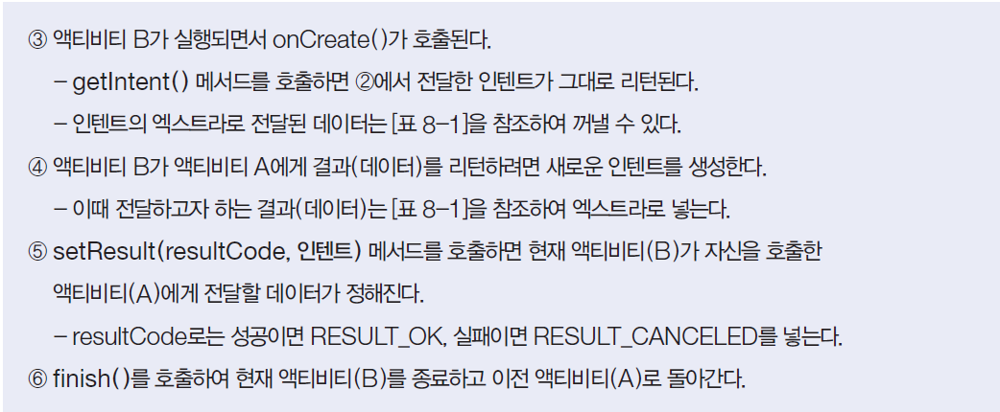 ③ 액티비티 B가 실행되면서 onCreate()가 호출된다.
– getIntent() 메서드를 호출하면 ②에서 전달한 인텐트가 그대로 리턴된다.
– 인텐트의 엑스트라로 전달된 데이터는 [표 8–1]을 참조하여 꺼낼 수 있다.
④ 액티비티 B가 액티비티 A에게 결과(데이터)를 리턴하려면 새로운 인텐트를 생성한다.
– 이때 전달하고자 하는 결과(데이터)는 [표 8–1]을 참조하여 엑스트라로 넣는다.
⑤ setResult(resultCode, 인텐트) 메서드를 호출하면 현재 액티비티(B)가 자신을 호출한
액티비티(A)에게 전달할 데이터가 정해진다.
– resultCode로는 성공이면 RESULT_OK, 실패이면 RESULT_CANCELED를 넣는다.
⑥ finish()를 호출하여 현재 액티비티(B)를 종료하고 이전 액티비티(A)로 돌아간다.